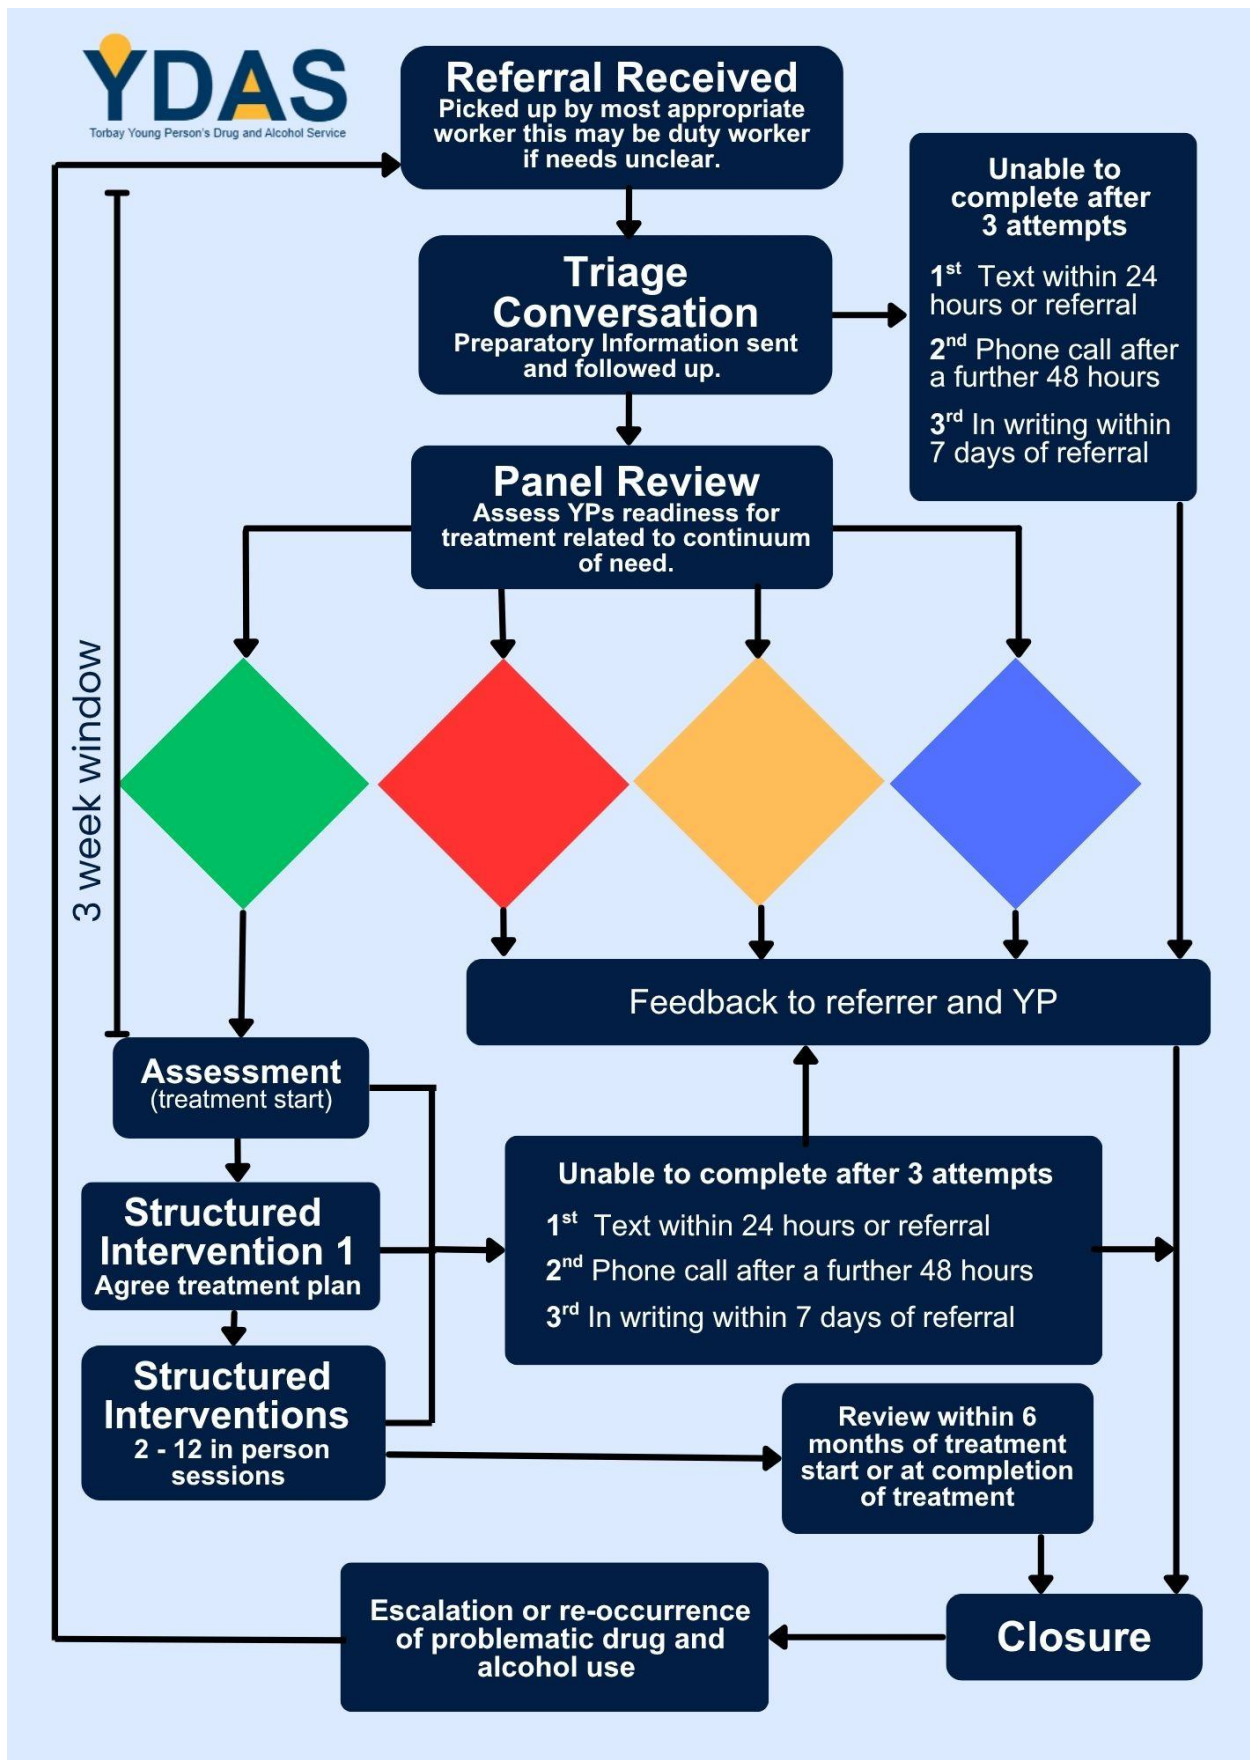 YDAS
Torbay Young Person's Drug and Alcohol Service
Referral Received
Picked up by most appropriate
worker this may be duty worker
if needs unclear.
Unable to
complete after
3 attempts
1st Text within 24
hours or referral
2nd Phone call after
a further 48 hours
3rd In writing within
7 days of referral
Triage
Conversation
Preparatory Information sent
and followed up.
Panel Review
Assess YPs readiness for
treatment related to continuum
of need.
3 week window
Feedback to referrer and YP
Assessment
(treatment start)
Structured
Intervention 1
Agree treatment plan
Unable to complete after 3 attempts
1st Text within 24 hours or referral
2nd Phone call after a further 48 hours
3rd In writing within 7 days of referral
Structured
Interventions
2 - 12 in person
sessions
Review within 6
months of treatment
start or at completion
of treatment
Escalation or re-occurrence
of problematic drug and
alcohol use
Closure